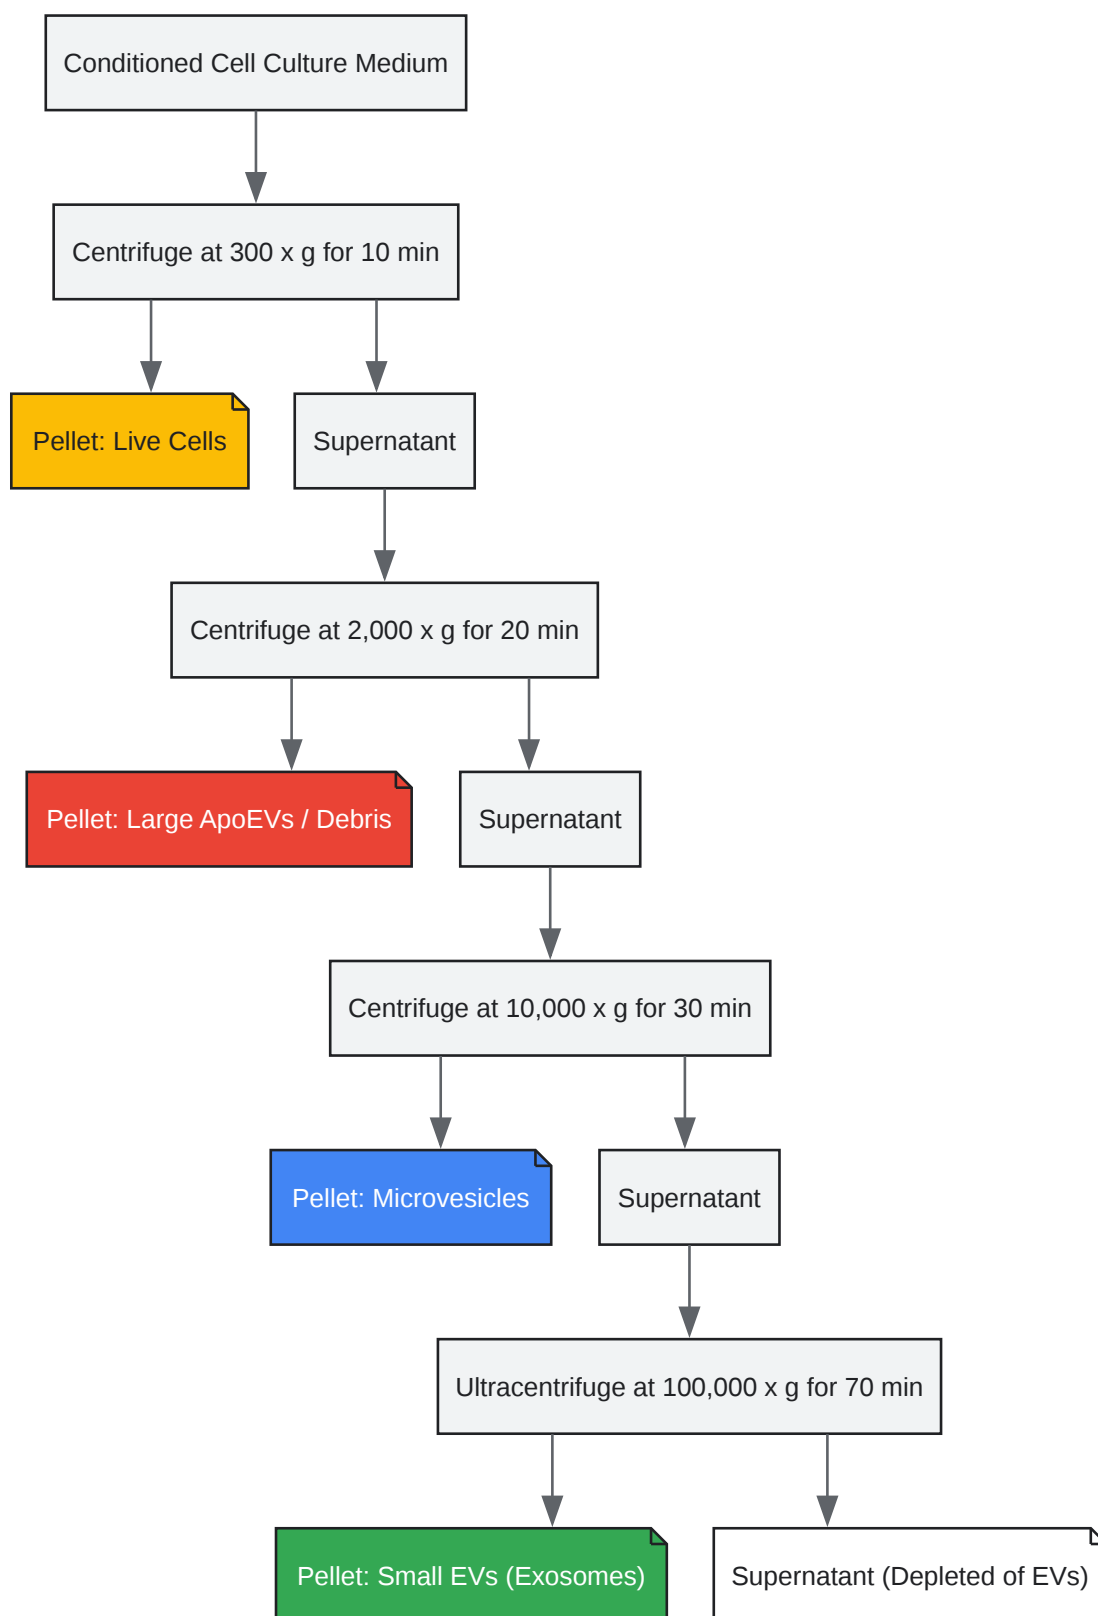 Conditioned Cell Culture Medium
Centrifuge at 300 x g for 10 min
Pellet: Live Cells
Supernatant
Centrifuge at 2,000 x g for 20 min
Pellet: Large ApoEVs / Debris
Supernatant
Centrifuge at 10,000 x g for 30 min
Pellet: Microvesicles
Supernatant
Ultracentrifuge at 100,000 x g for 70 min
Pellet: Small EVs (Exosomes)
Supernatant (Depleted of EVs)